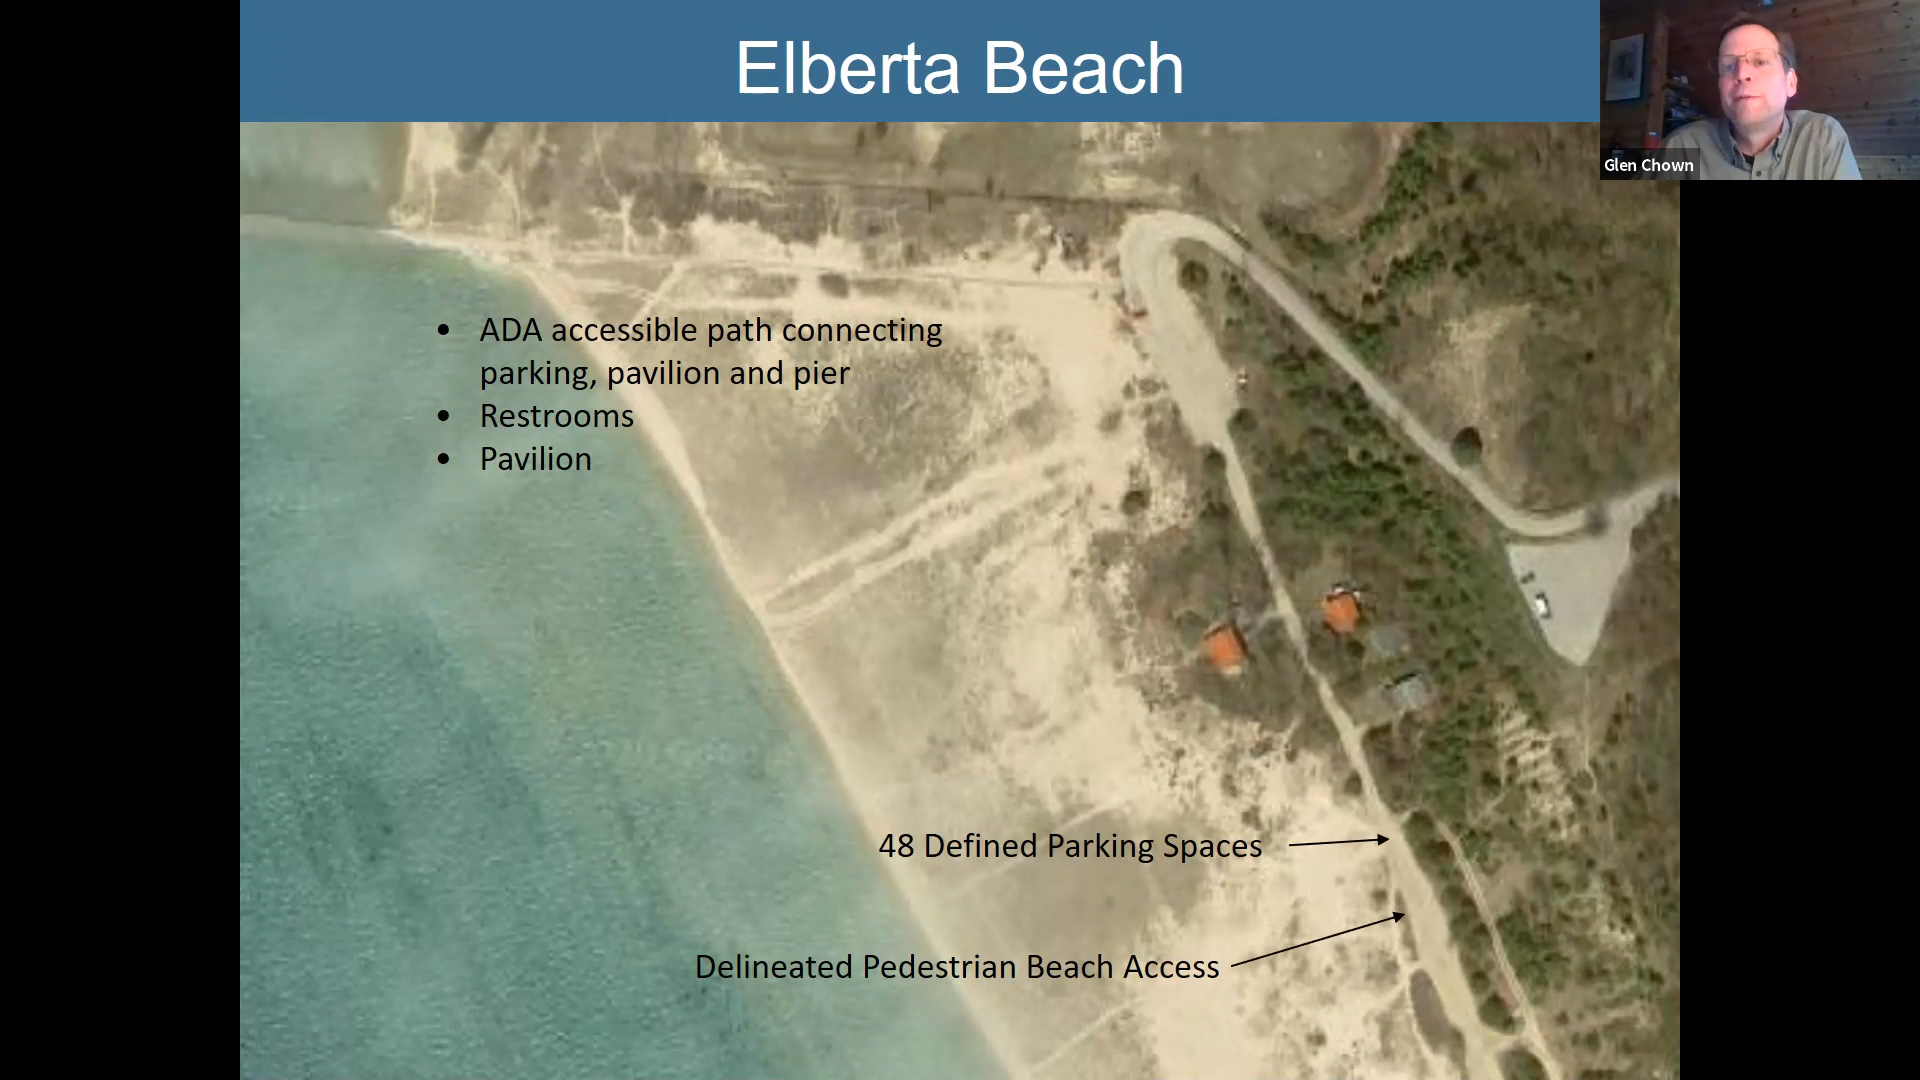 Elberta Beach
Glen Chown
• ADA accessible path connecting
parking, pavilion and pier
• Restrooms
• Pavilion
48 Defined Parking Spaces
Delineated Pedestrian Beach Access